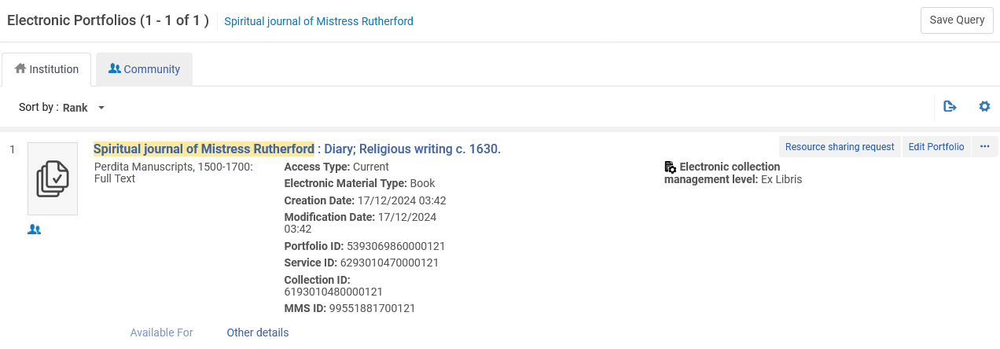 Electronic Portfolios (1 - 1 of 1 ) Spiritual journal of Mistress Rutherford Save Query
Institution Community
Sort by : Rank
1 Spiritual journal of Mistress Rutherford : Diary; Religious writing c. 1630. Resource sharing request Edit Portfolio ...
Perdita Manuscripts, 1500-1700:
Full Text
Access Type: Current
Electronic Material Type: Book
Creation Date: 17/12/2024 03:42
Modification Date: 17/12/2024
03:42
Portfolio ID: 5393069860000121
Service ID: 6293010470000121
Collection ID:
6193010480000121
MMS ID: 99551881700121
Electronic collection
management level: Ex Libris
Available For Other details